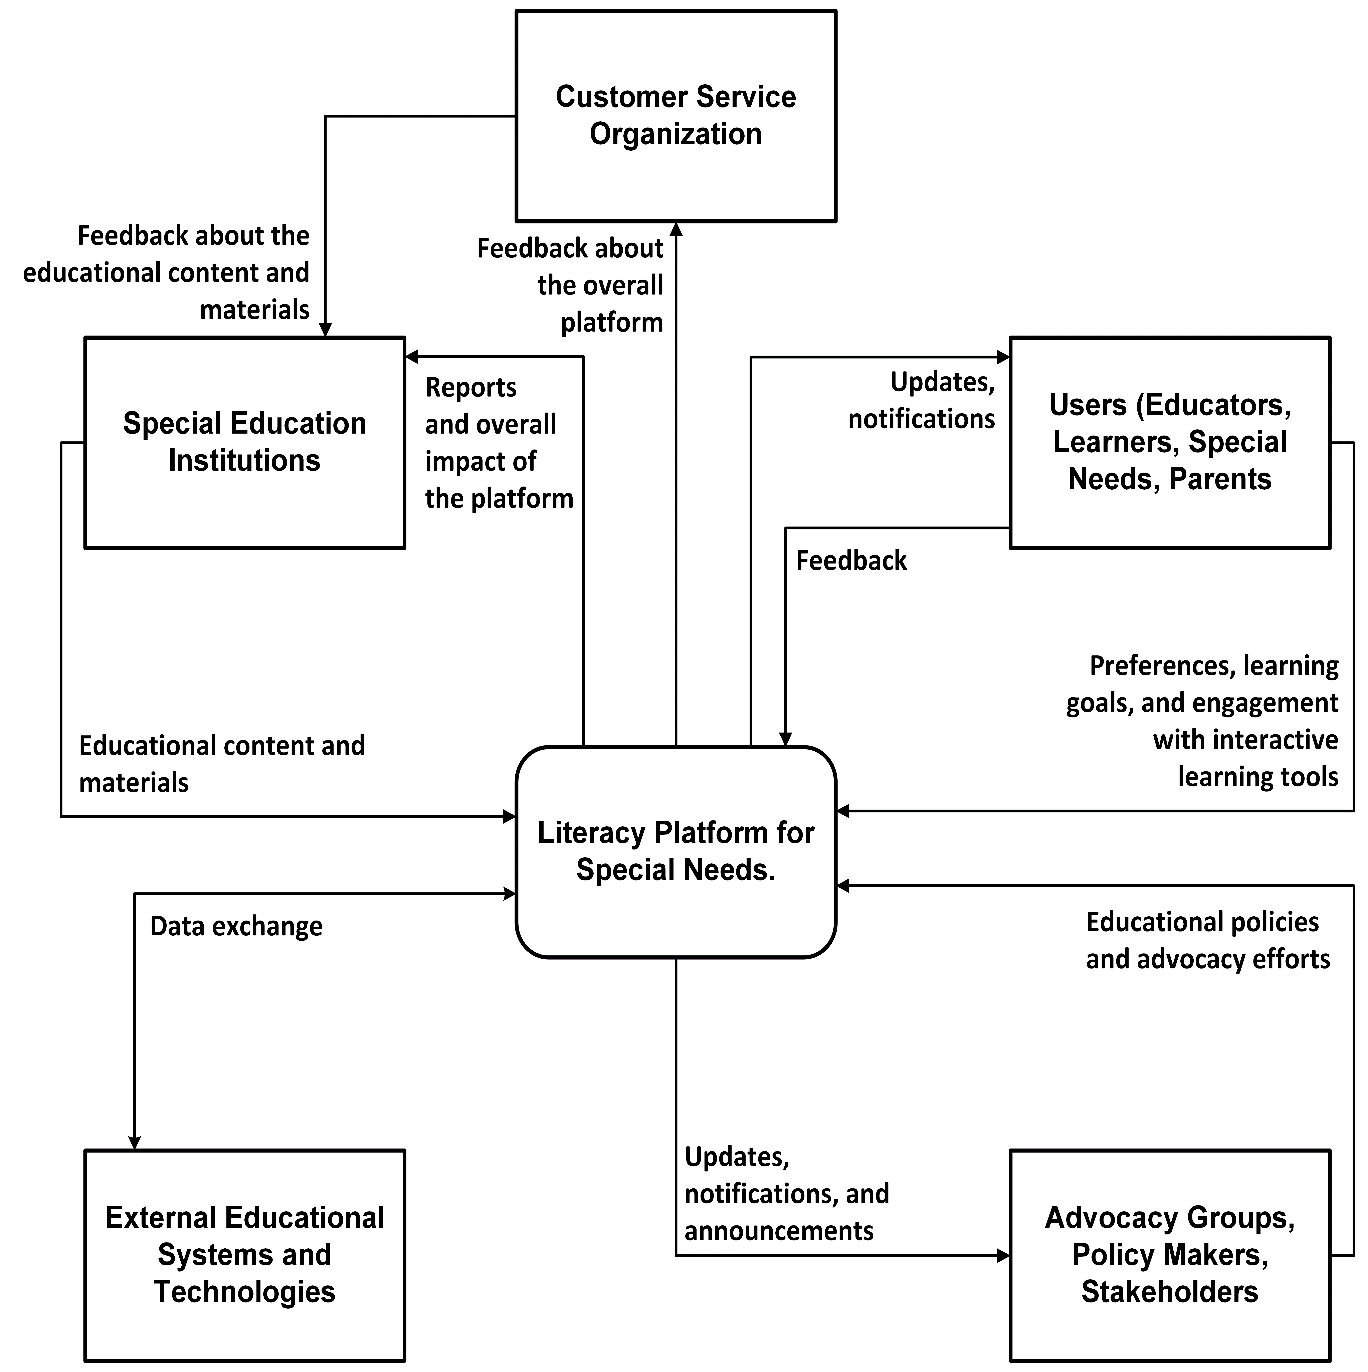 Customer Service
Organization
Feedback about the
educational content and
materials
Feedback about
the overall
platform
Special Education
Institutions
Reports
and overall
impact of
the platform
Updates,
notifications
Users (Educators,
Learners, Special
Needs, Parents
Feedback
Preferences, learning
goals, and engagement
with interactive
learning tools
Educational content and
materials
Literacy Platform for
Special Needs.
Data exchange
Educational policies
and advocacy efforts
Updates,
notifications, and
announcements
External Educational
Systems and
Technologies
Advocacy Groups,
Policy Makers,
Stakeholders